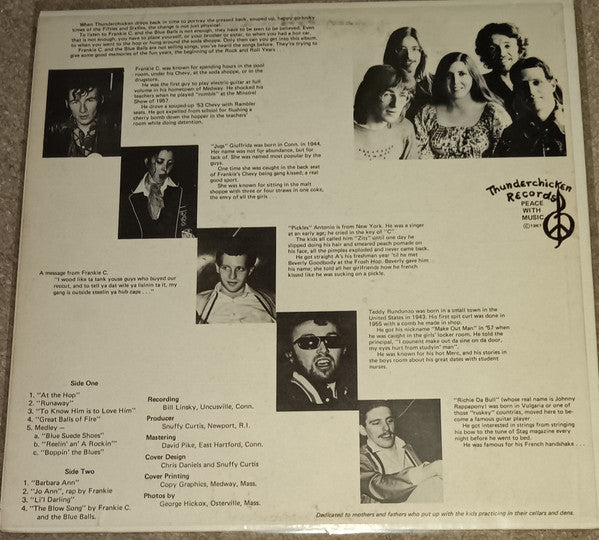 When Thunderchicken drives back in time to portray the greased back, souped up, happy go lucky
times of the Fifties and Sixties, the change is not just physical!
To listen to Frankie C. and the Blue Balls is not enough, they have to be seen to be believed. Even
that is not enough, you have to place yourself, or your brother or sister, to when you had a hot car,
to when you went to the hop or hung around the soda shoppe. Only then can you get into this album.
Frankie C. and the Blue Balls are not selling songs, you've heard the songs before. They're trying to
give some good memories of the fun years, the beginning of the Rock and Roll Years
Frankie C. was known for spending hours in the pool
room, under his Chevy, at the soda shoppe, or in the
drugstore.
He was the first guy to play electric guitar at full
volume in his hometown of Medway. He shocked his
teachers when he played "rumble" at the Minstral
Show of 1957
He drove a souped-up '53 Chevy with Rambler
seats. He got expelled from school for flushing a
cherry bomb down the hopper in the teachers'
room while doing detention.
"Jugs" Giuffrida was born in Conn. in 1944.
Her name was not for abundance, but for
lack of. She was named most popular by the
guys.
One time she was caught in the back seat
of Frankie's Chevy being gang kissed, a real
good sport.
She was known for sitting in the malt
shoppe with three or four straws in one coke,
the envy of all the girls . . .
Thunderchicken
Records
PEACE
WITH
MUSIC
"Pickles" Antonio is from New York. He was a singer
at an early age; he cried in the key of "C".
The kids all called him "Zits" until one day he
slipped doing his hair and smeared peach pomade on
his face, all the pimples exploded and never came back.
He got straight A's his freshman year 'til he met
Beverly Goodbody at the Frosh Hop. Beverly gave him
his name; she told all her girlfriends how he french
kissed like he was sucking on a pickle.
A message from Frankie C.
"I wood lika ta tank youse guys who buyed our
recout, and to sell ya dat wile ya lisinin ta it, my
gang is outside steelin ya hub caps . . ."
Teddy Rundunzo was born in a small town in the
United States in 1943. His first spit curl was done in
1955 with a comb he made in shop.
He got his nickname "Make Out Man" in '57 when
he was caught in the girls' locker room. He told the
principal, "I counent make out da sine on da door,
my eyes hurt from studyin' man".
He was known for his hot Merc, and his stories in
the boys room about his great dates with student
nurses.
"Richie Da Bull" (whose real name is Johnny
Rappaporry) was born in Vulgaria or one of
those "ruskey" countries, moved here to be-
come a famous guitar player.
He got interested in strings from stringing
his bow to the tune of Stag magazine every
night before he went to bed.
He was famous for his French handshake . . .
Side One
1. "At the Hop"
2. "Runaway"
3. "To Know Him is to Love Him"
4. "Great Balls of Fire"
5. Medley —
a. "Blue Suede Shoes"
b. "Reelin' an' A Rockin'"
c. "Boppin' the Blues"
Side Two
1. "Barbara Ann"
2. "Jo Ann", rap by Frankie
3. "Li'l Darling"
4. "The Blow Song" by Frankie C.
and the Blue Balls.
Recording
Bill Linsky, Uncusville, Conn.
Producer
Snuffy Curtis, Newport, R.I.
Mastering
David Pike, East Hartford, Conn.
Cover Design
Chris Daniels and Snuffy Curtis
Cover Printing
Copy Graphics, Medway, Mass.
Photos by
George Hickox, Osterville, Mass.
Dedicated to mothers and fathers who put up with the kids practicing in their cellars and dens.